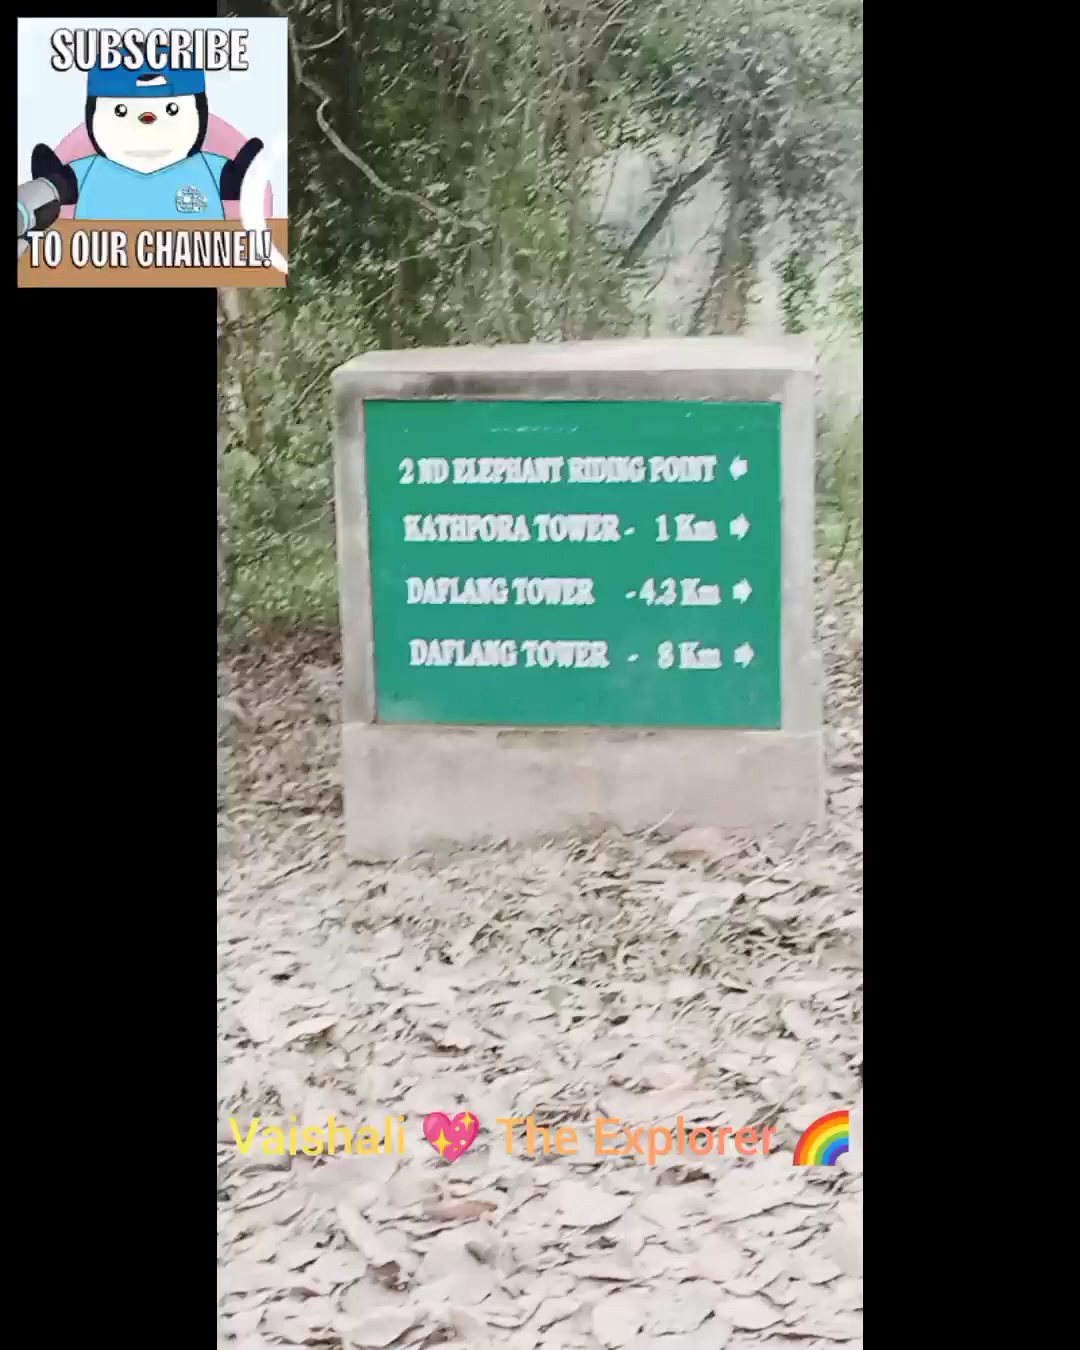 SUBSCRIBE
TO OUR CHANNEL!
2 ND ELEPHANT RIDING POINT
KATHPORA TOWER - 1 Km
DAFLANG TOWER - 4.3 Km
DAFLANG TOWER - 8 Km
Vaishali 💖 The Explorer 🌈